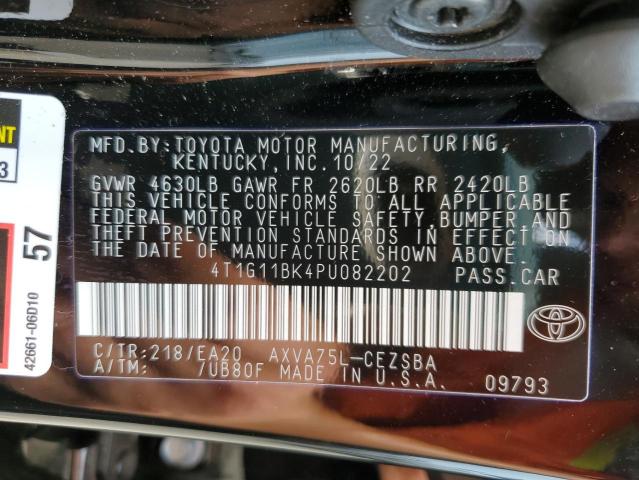 MFD.BY:TOYOTA MOTOR MANUFACTURING,
KENTUCKY,INC.10/22
GVWR 4630LB GAWR FR 2620LB RR 2420LB
THIS VEHICLE CONFORMS TO ALL APPLICABLE
FEDERAL MOTOR VEHICLE SAFETY,BUMPER AND
THEFT PREVENTION STANDARDS IN EFFECT ON
THE DATE OF MANUFACTURE SHOWN ABOVE.
4T1G11BK4PU082202 PASS.CAR
C/TR:218/EA20 AXVA75L-CEZSBA
A/TM: /UB80F MADE IN U.S.A. 09793
57
42661-06D10
3